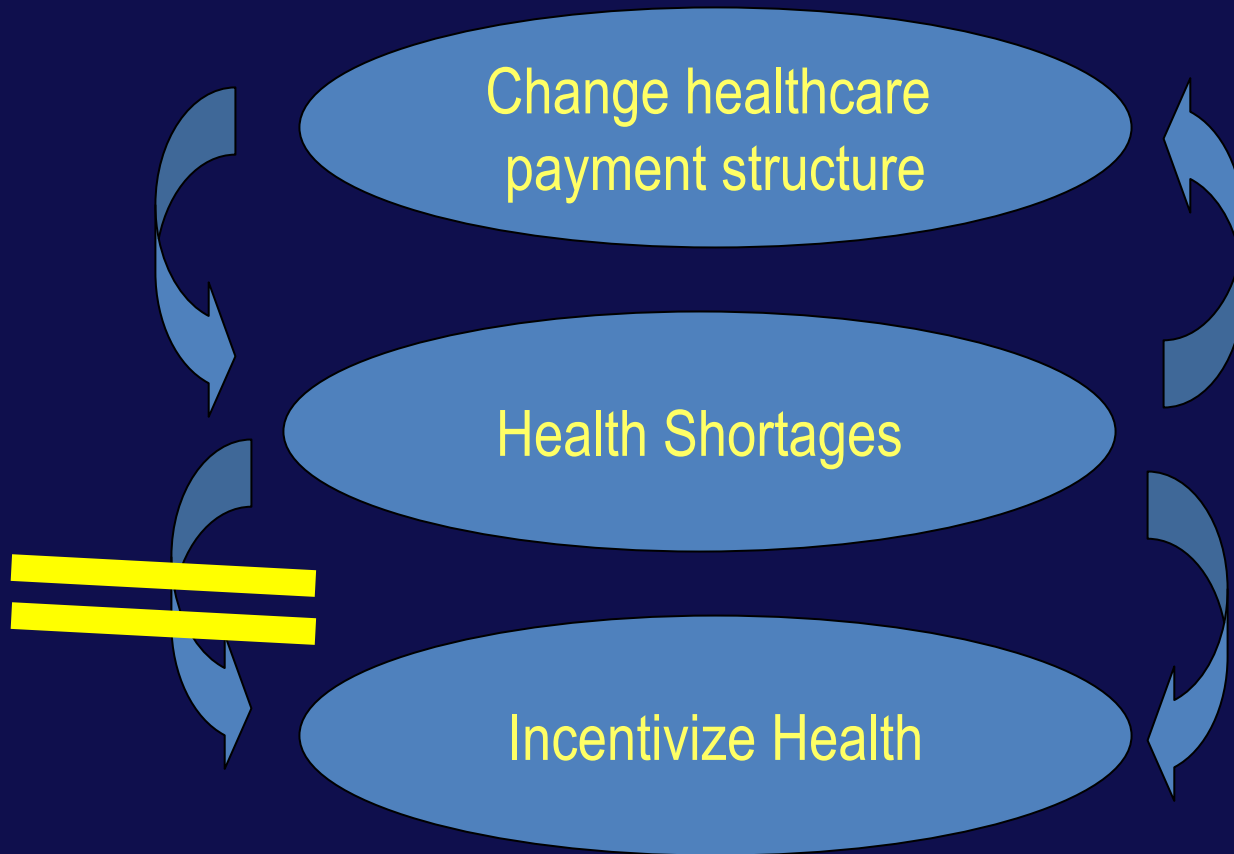 Change healthcare
payment structure
Health Shortages
Incentivize Health